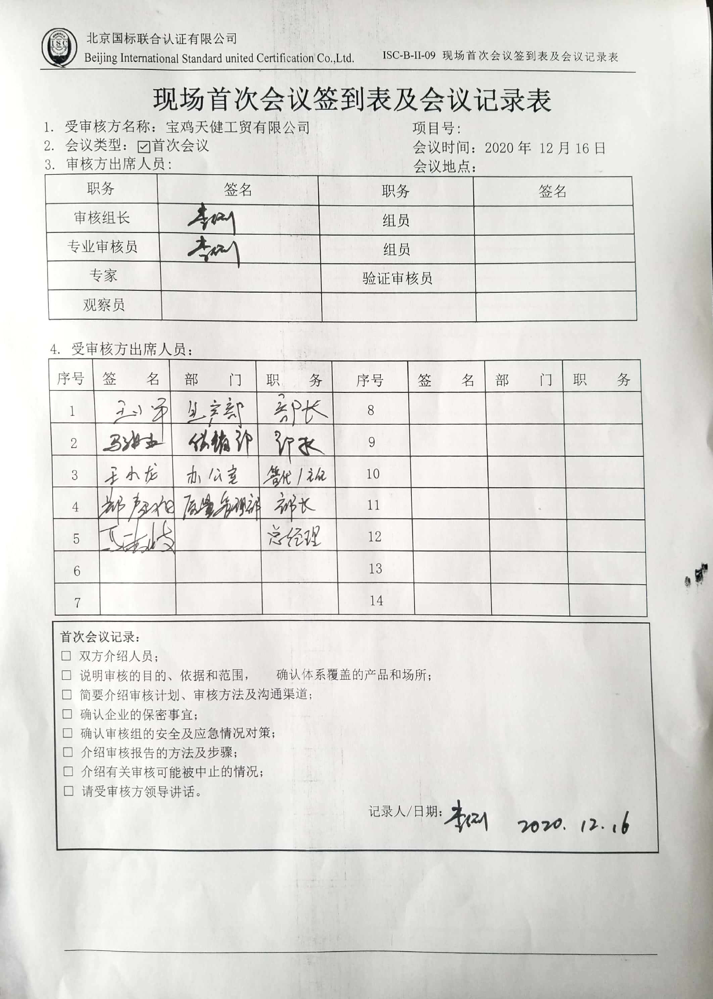 ISC
北京国标联合认证有限公司
Beijing International Standard united Certification Co.,Ltd.
ISC-B-II-09 现场首次会议签到表及会议记录表
现场首次会议签到表及会议记录表
1. 受审核方名称：宝鸡天健工贸有限公司 项目号：
2. 会议类型：☑首次会议 会议时间：2020 年 12 月 16 日
3. 审核方出席人员： 会议地点：
职务 签名 职务 签名
审核组长 组员
专业审核员 组员
专家 验证审核员
观察员
4. 受审核方出席人员：
序号 签 名 部 门 职 务 序号 签 名 部 门 职 务
1 王小军 生产部 部长 8
2 供销部 部长 9
3 王小龙 办公室 管代/主任 10
4 质量管理部 部长 11
5 总经理 12
6 13
7 14
首次会议记录：
□ 双方介绍人员；
□ 说明审核的目的、依据和范围， 确认体系覆盖的产品和场所；
□ 简要介绍审核计划、审核方法及沟通渠道；
□ 确认企业的保密事宜；
□ 确认审核组的安全及应急情况对策；
□ 介绍审核报告的方法及步骤；
□ 介绍有关审核可能被中止的情况；
□ 请受审核方领导讲话。
记录人/日期： 2020. 12. 16